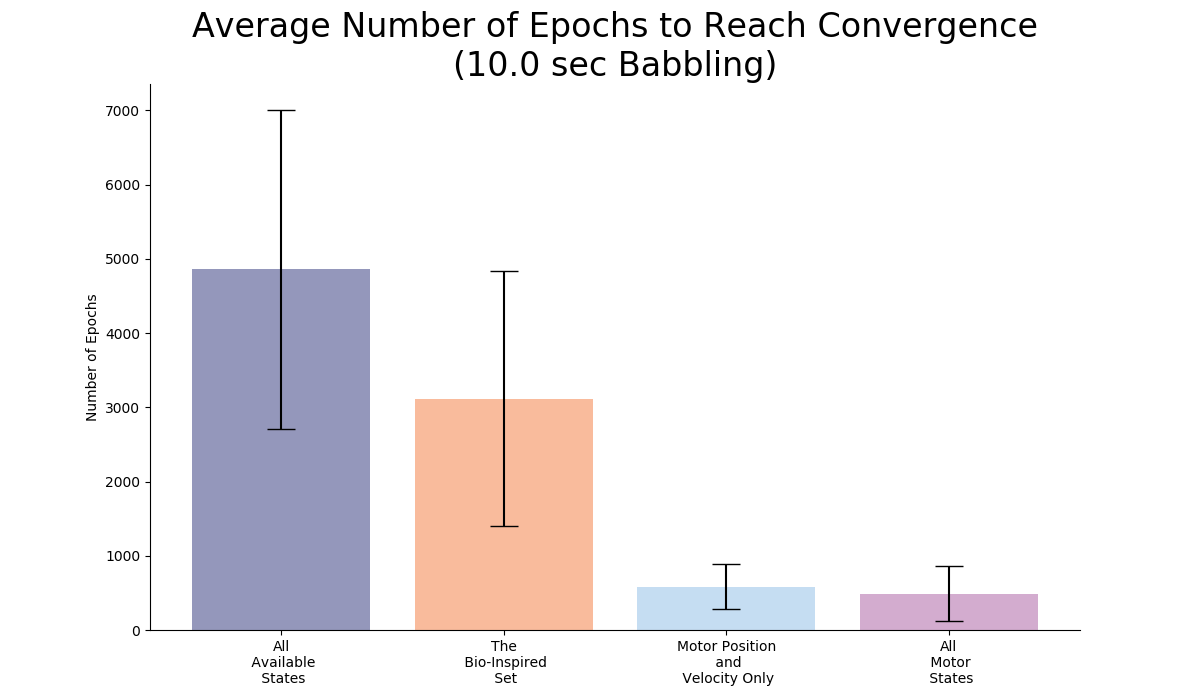 Average Number of Epochs to Reach Convergence
(10.0 sec Babbling)
Number of Epochs
7000
6000
5000
4000
3000
2000
1000
0
All
Available
States
The
Bio-Inspired
Set
Motor Position
and
Velocity Only
All
Motor
States